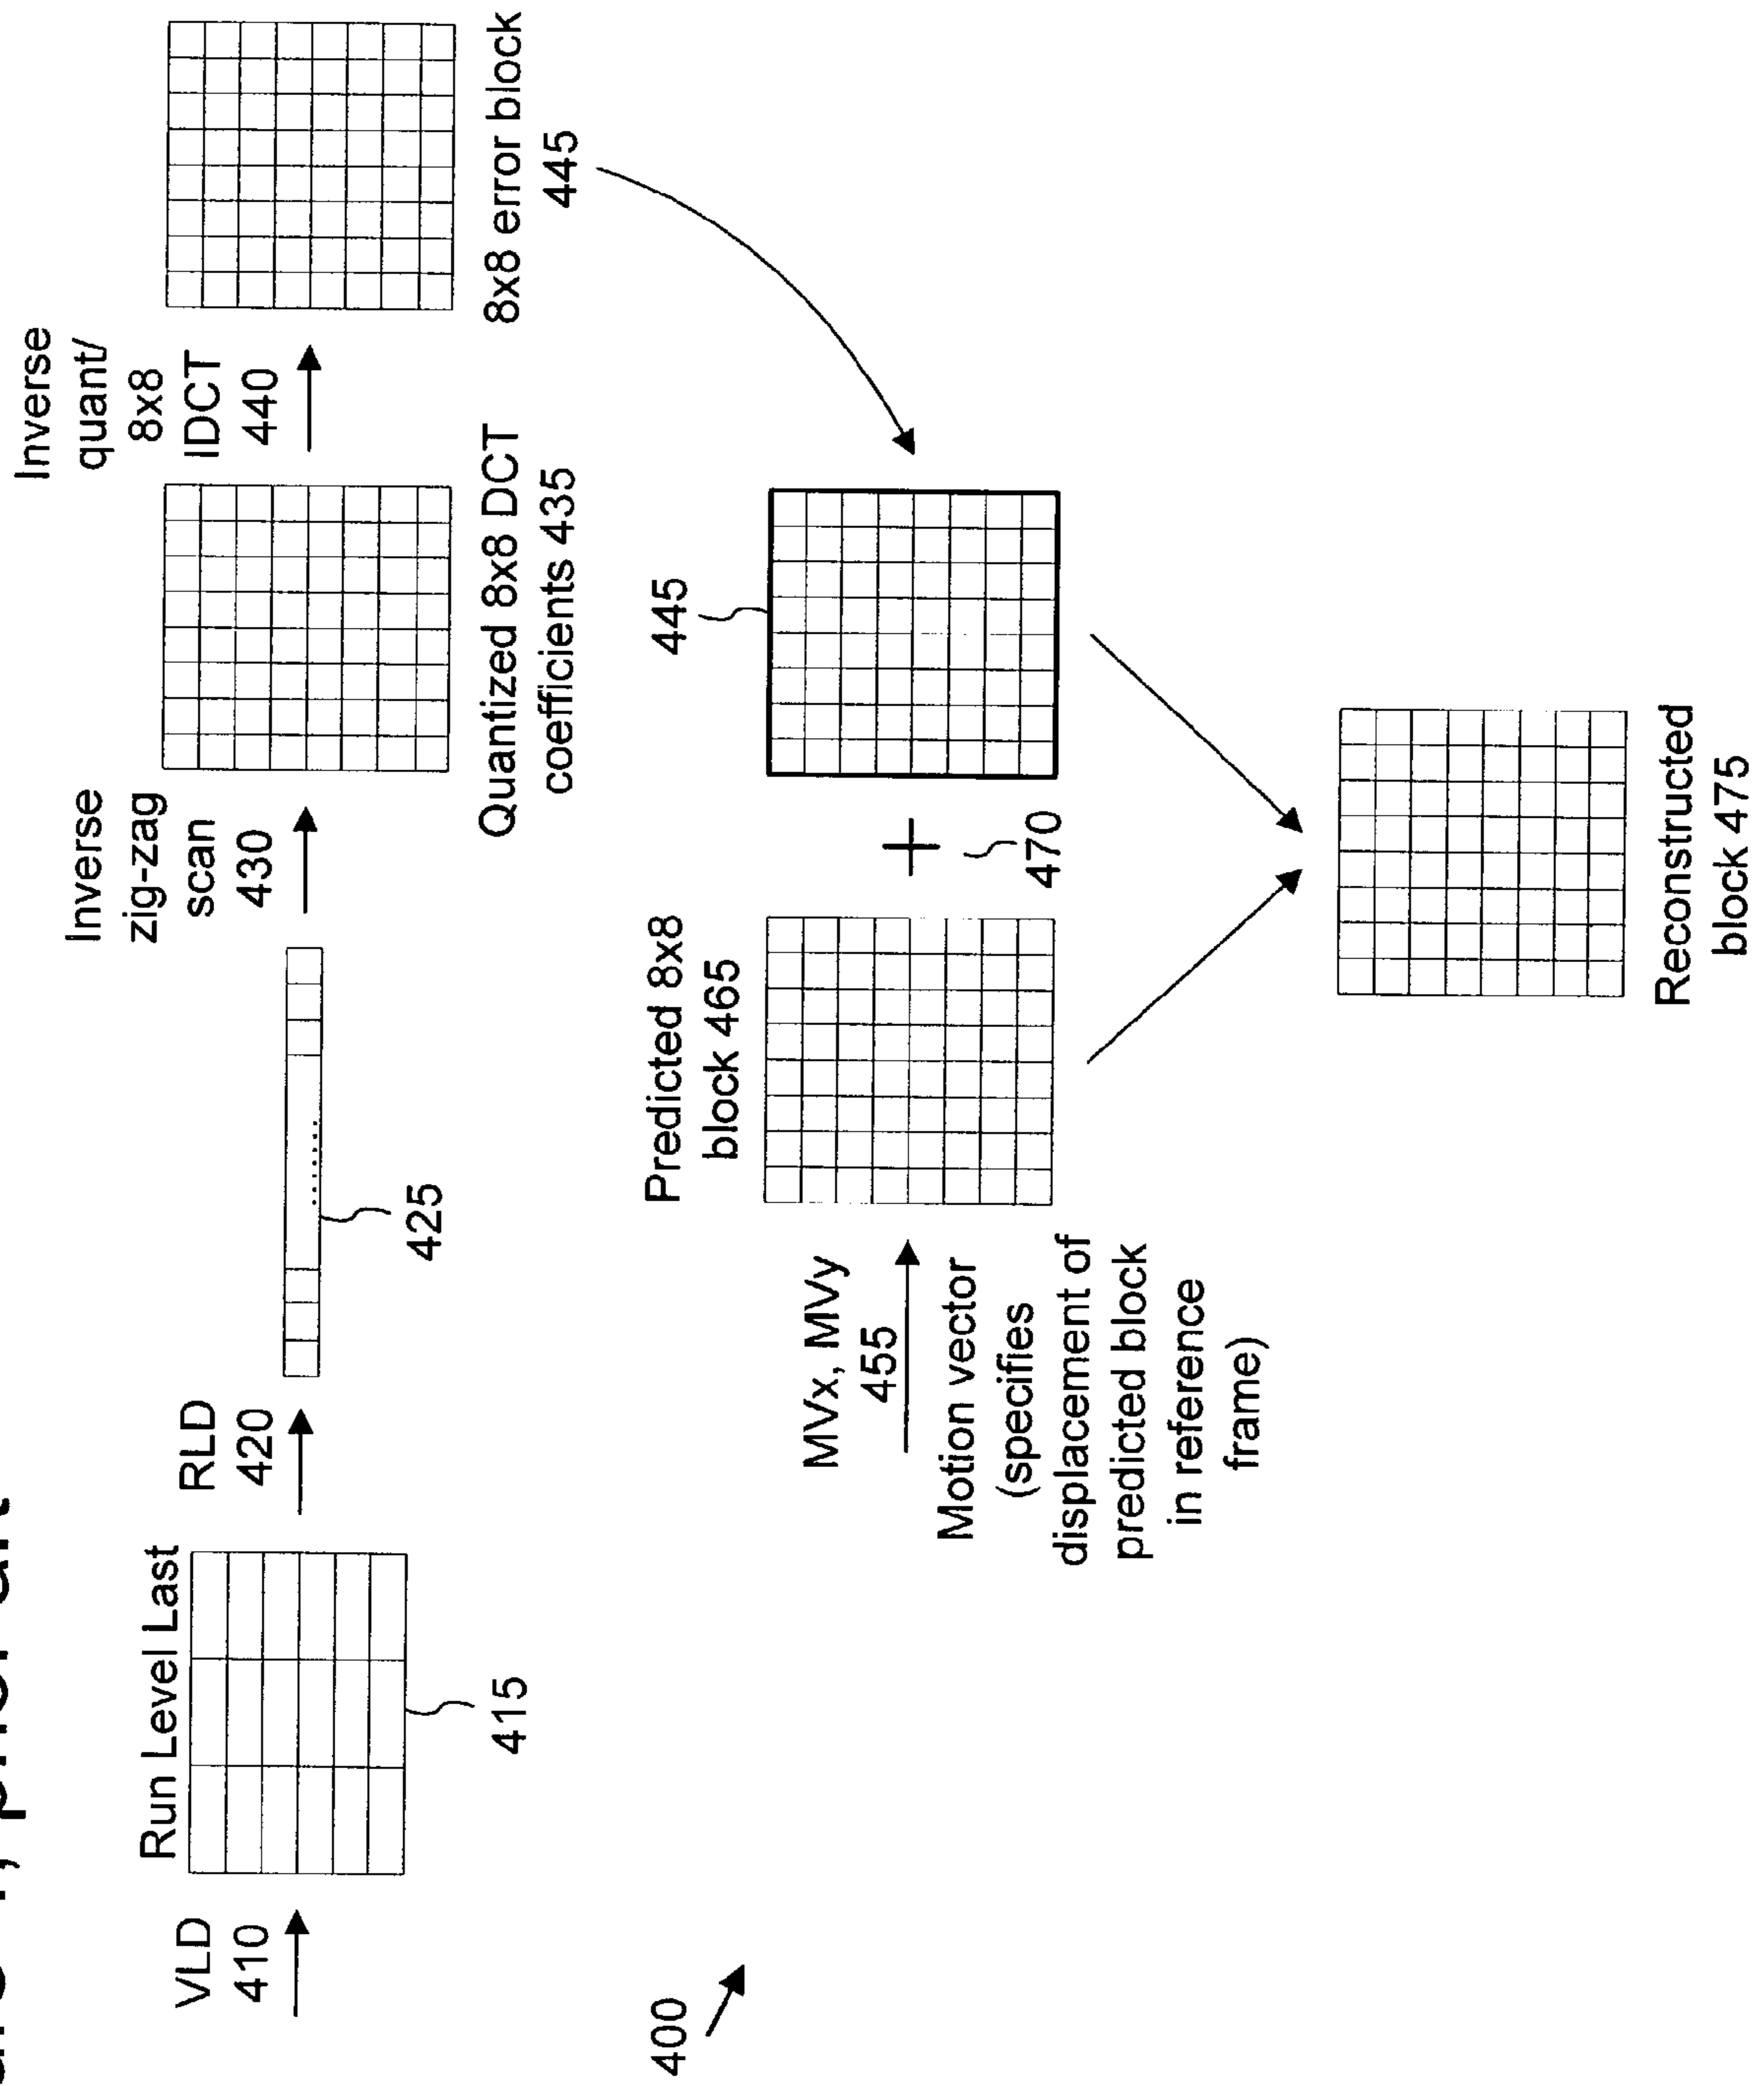 prior art
VLD
410
Run Level Last
415
RLD
420
425
Inverse
zig-zag
scan
430
Quantized 8x8 DCT
coefficients 435
Inverse
quant/
8x8
IDCT
440
8x8 error block
445
400
MVx, MVy
455
Motion vector
(specifies
displacement of
predicted block
in reference
frame)
Predicted 8x8
block 465
470
445
Reconstructed
block 475